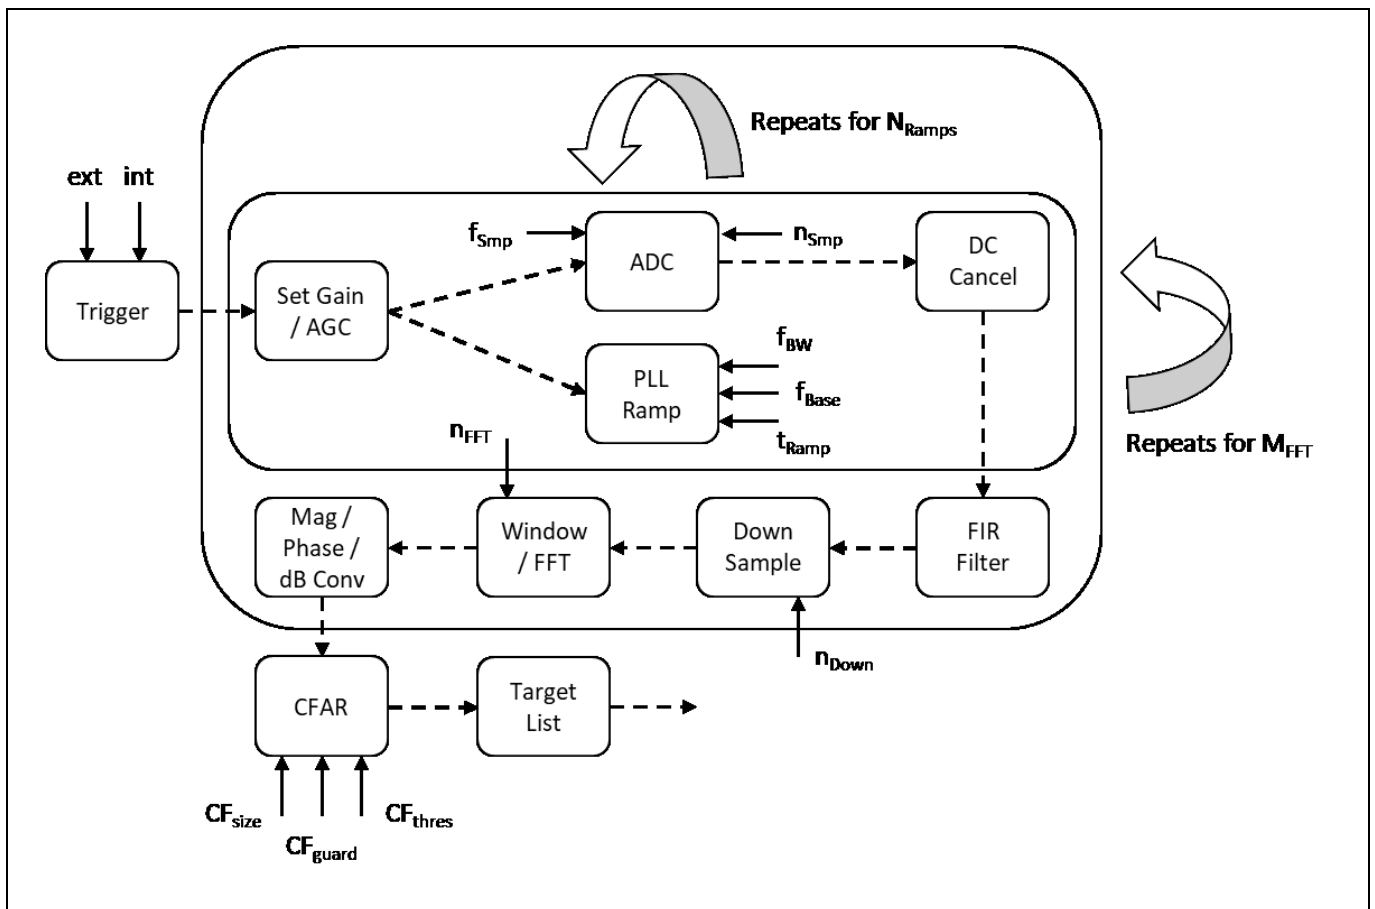 Repeats for N_Ramps
ext int
f_Smp
ADC
n_Smp
DC
Cancel
Trigger
Set Gain
/ AGC
f_BW
PLL
Ramp
f_Base
t_Ramp
n_FFT
Repeats for M_FFT
Mag /
Phase /
dB Conv
Window
/ FFT
Down
Sample
FIR
Filter
n_Down
CFAR
Target
List
CF_size
CF_guard
CF_thres